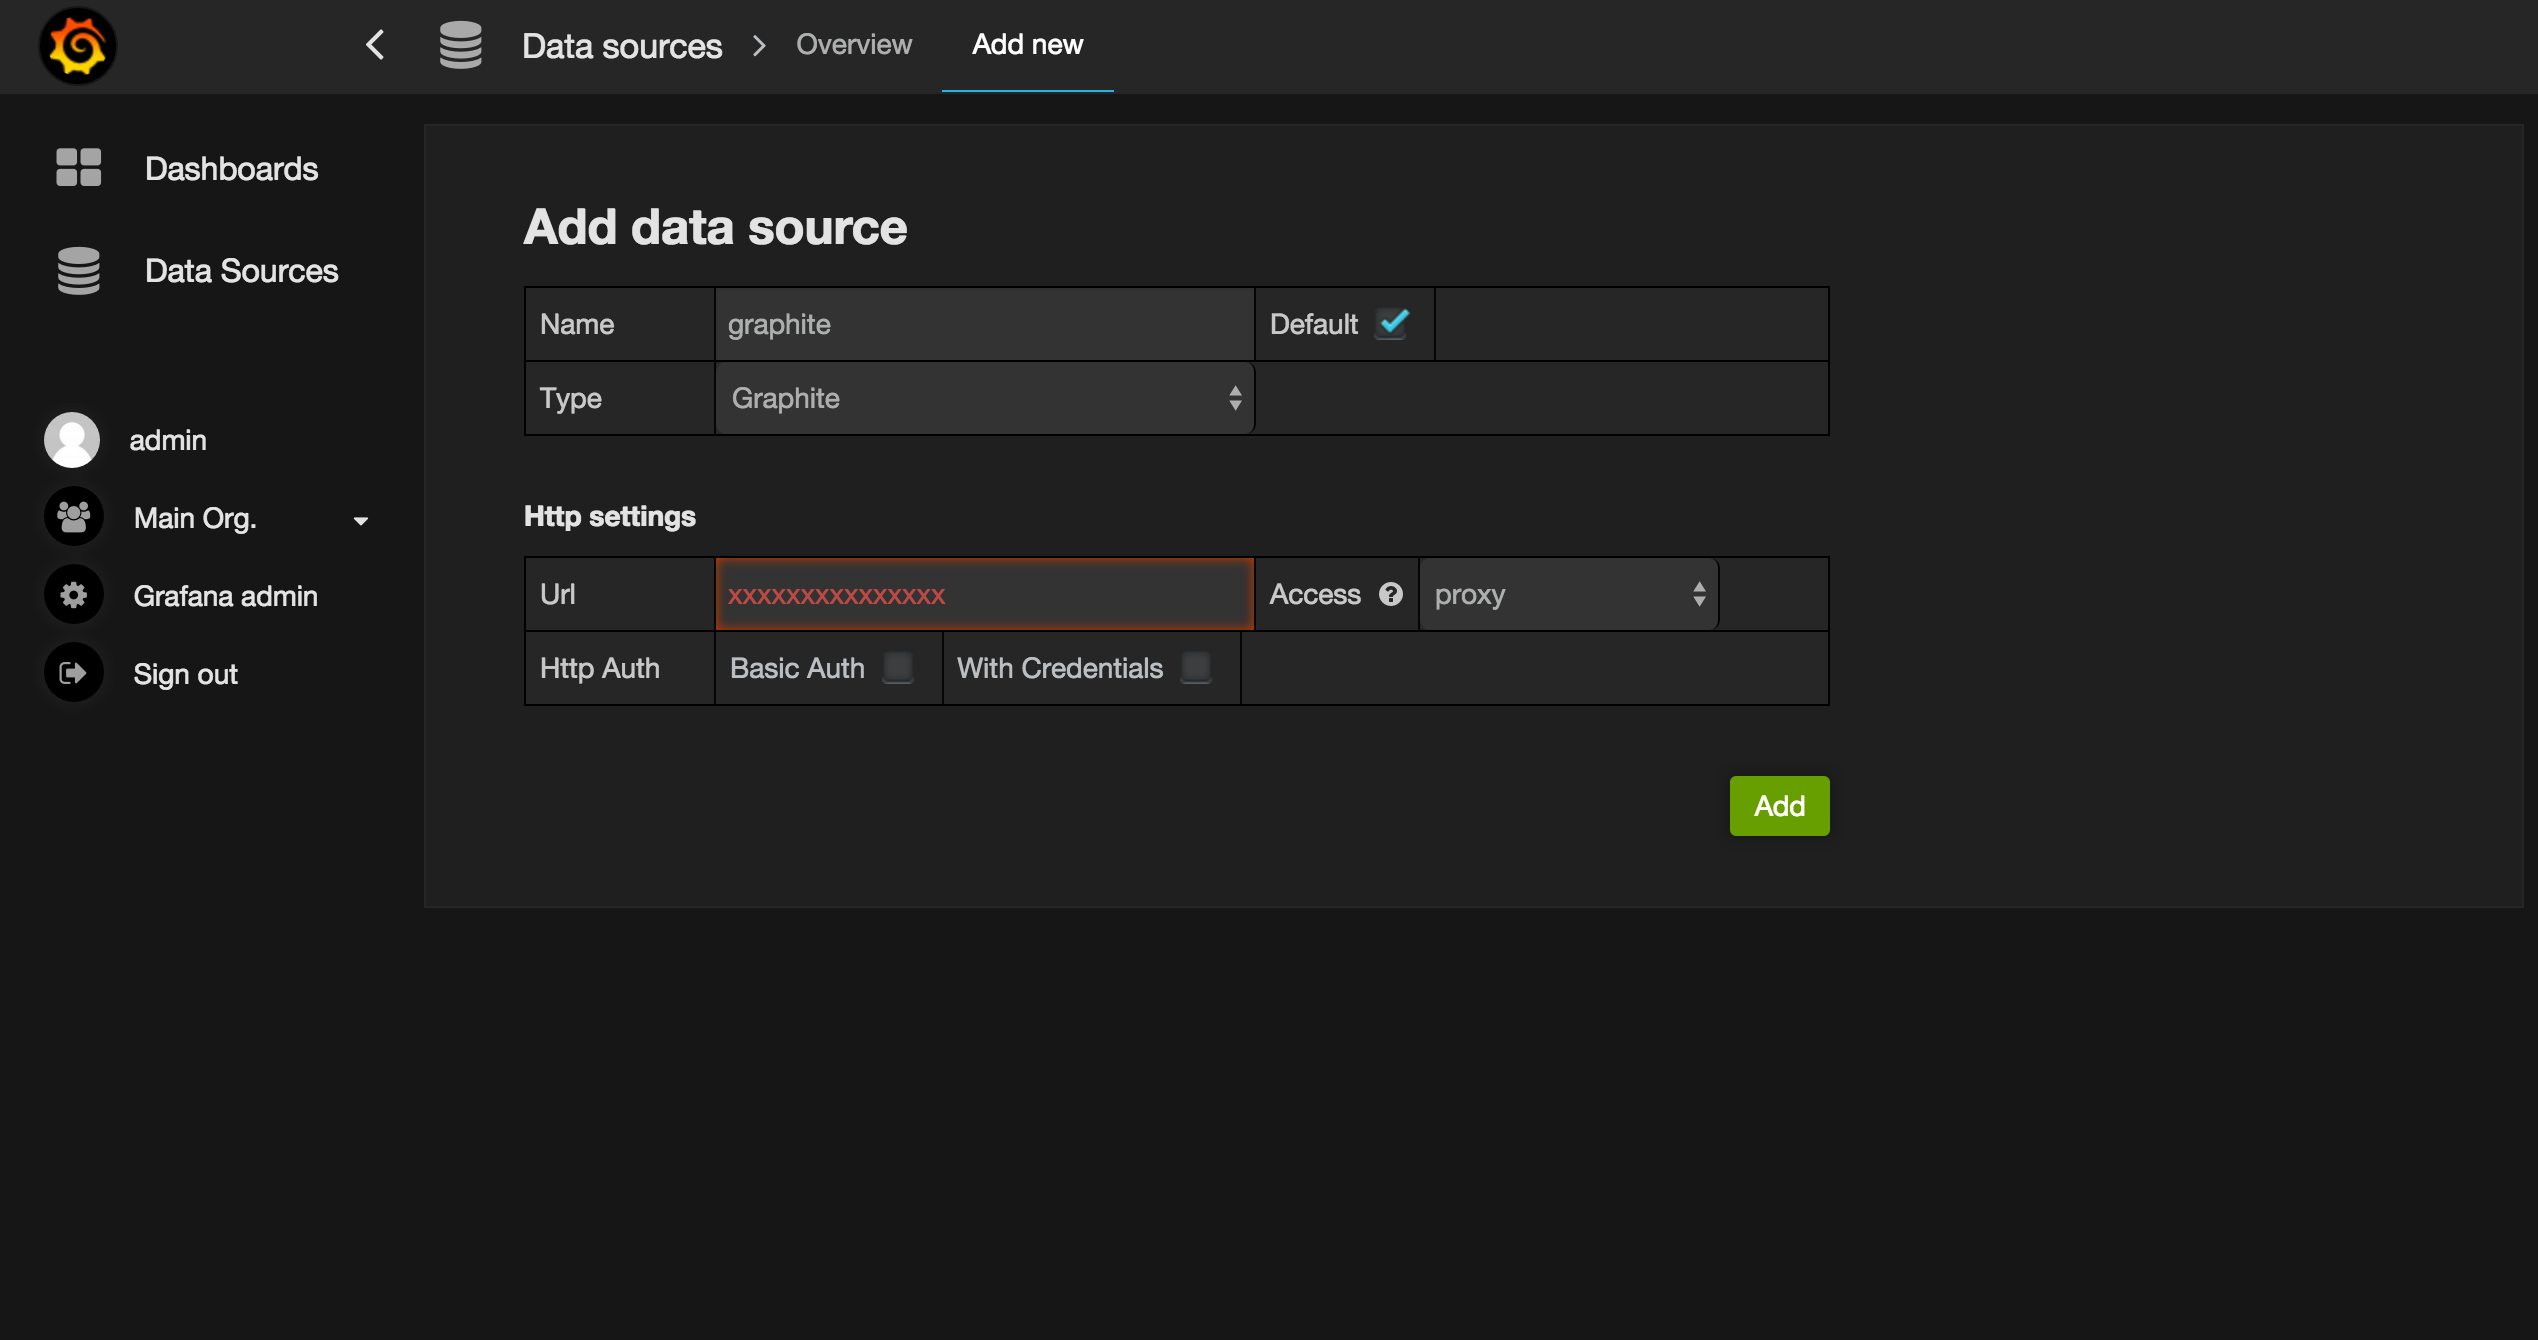 Data sources > Overview Add new
Dashboards
Data Sources
admin
Main Org.
Grafana admin
Sign out
Add data source
Name graphite Default
Type Graphite
Http settings
Url xxxxxxxxxxxxxxx Access ? proxy
Http Auth Basic Auth With Credentials
Add